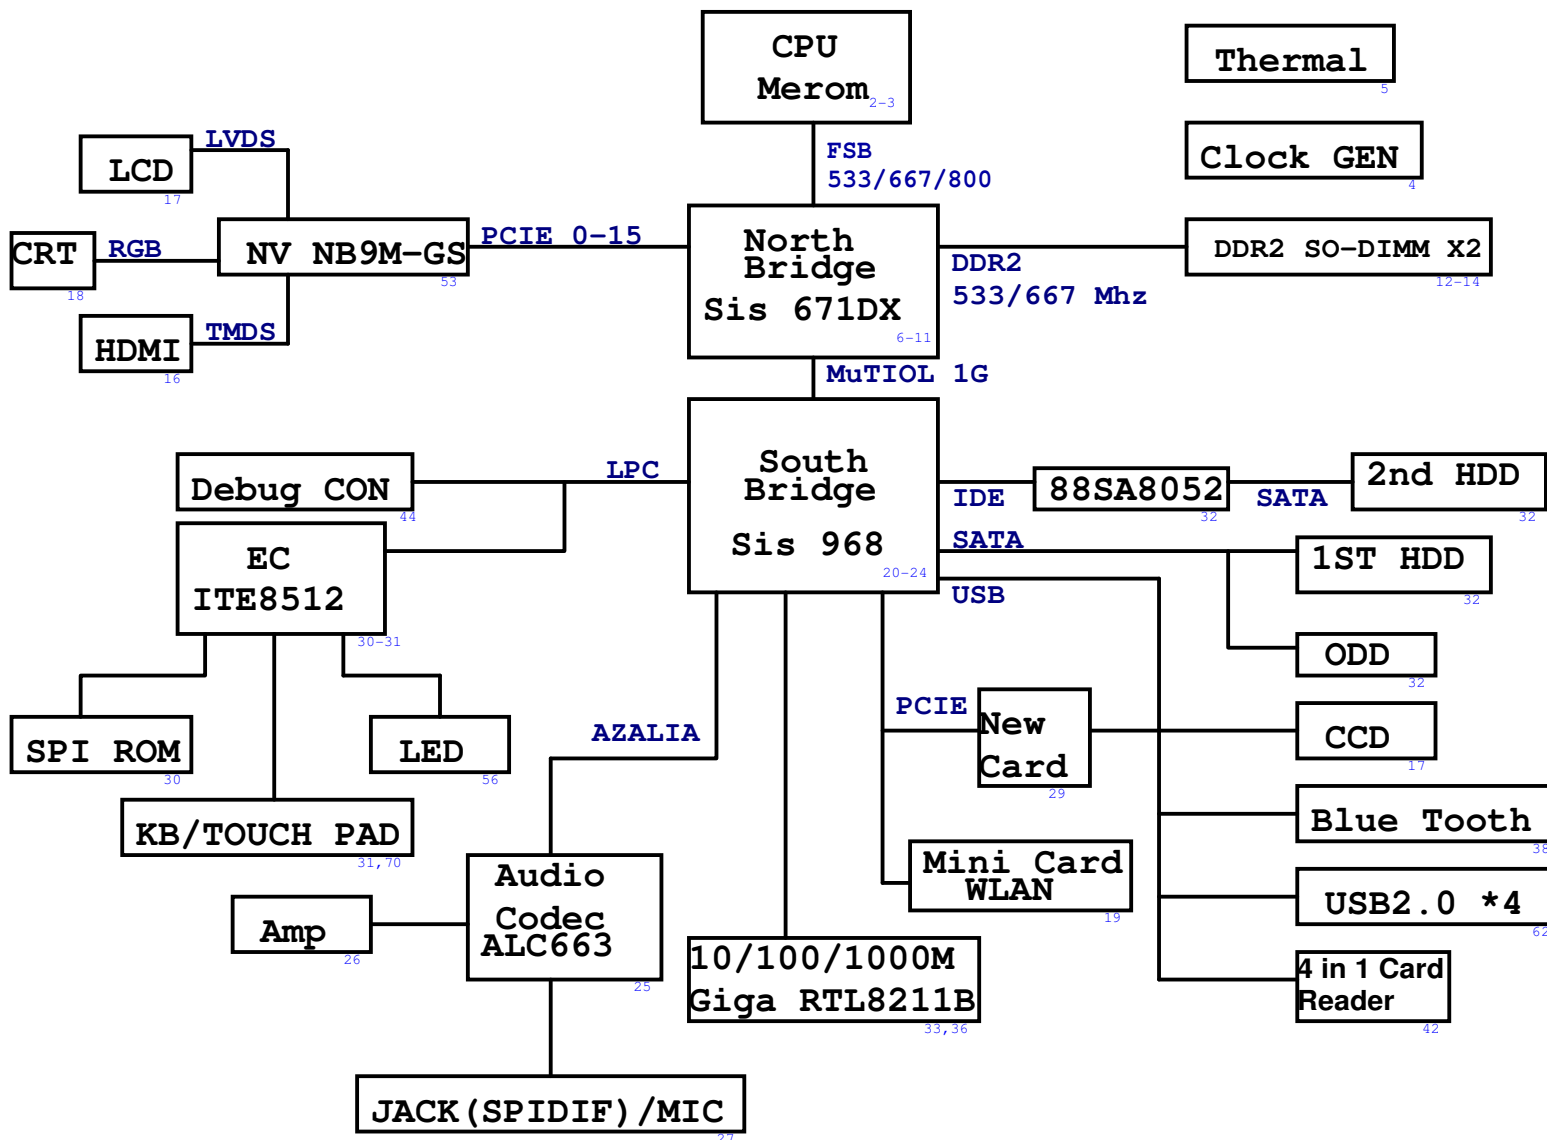 CPU
Merom
2-3
Thermal
5
Clock GEN
4
FSB
533/667/800
LVDS
LCD
17
CRT
18
RGB
NV NB9M-GS
53
PCIE 0-15
TMDS
HDMI
16
North
Bridge
Sis 671DX
6-11
DDR2
533/667 Mhz
DDR2 SO-DIMM X2
12-14
MuTIOL 1G
South
Bridge
Sis 968
20-24
LPC
Debug CON
44
EC
ITE8512
30-31
SPI ROM
30
LED
56
KB/TOUCH PAD
31,70
IDE
88SA8052
32
SATA
2nd HDD
32
SATA
1ST HDD
32
USB
ODD
32
PCIE
New
Card
29
CCD
17
Blue Tooth
38
Mini Card
WLAN
19
USB2.0 *4
62
4 in 1 Card
Reader
42
AZALIA
Audio
Codec
ALC663
25
Amp
26
10/100/1000M
Giga RTL8211B
33,36
JACK(SPIDIF)/MIC
27